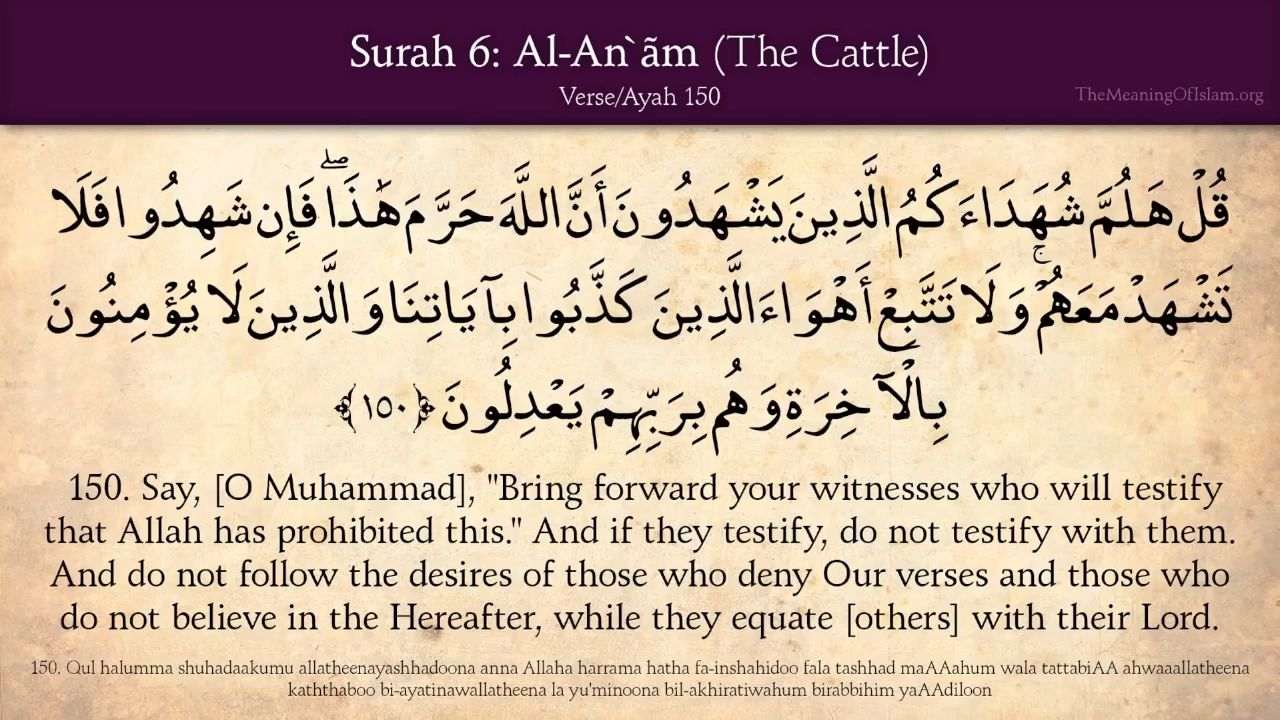 Surah 6: Al-An`ãm (The Cattle)
Verse/Ayah 150
TheMeaningOfIslam.org
قُلْ هَلُمَّ شُهَدَاءَكُمُ الَّذِينَ يَشْهَدُونَ أَنَّ اللَّهَ حَرَّمَ هَٰذَا ۖ فَإِن شَهِدُوا فَلَا
تَشْهَدْ مَعَهُمْ ۚ وَلَا تَتَّبِعْ أَهْوَاءَ الَّذِينَ كَذَّبُوا بِآيَاتِنَا وَالَّذِينَ لَا يُؤْمِنُونَ
بِالْآخِرَةِ وَهُم بِرَبِّهِمْ يَعْدِلُونَ ﴿١٥٠﴾
150. Say, [O Muhammad], "Bring forward your witnesses who will testify
that Allah has prohibited this." And if they testify, do not testify with them.
And do not follow the desires of those who deny Our verses and those who
do not believe in the Hereafter, while they equate [others] with their Lord.
150. Qul halumma shuhadaakumu allatheenayashhadoona anna Allaha harrama hatha fa-inshahidoo fala tashhad maAAahum wala tattabiAA ahwaaallatheena
kaththaboo bi-ayatinawallatheena la yu'minoona bil-akhiratiwahum birabbihim yaAAdiloon